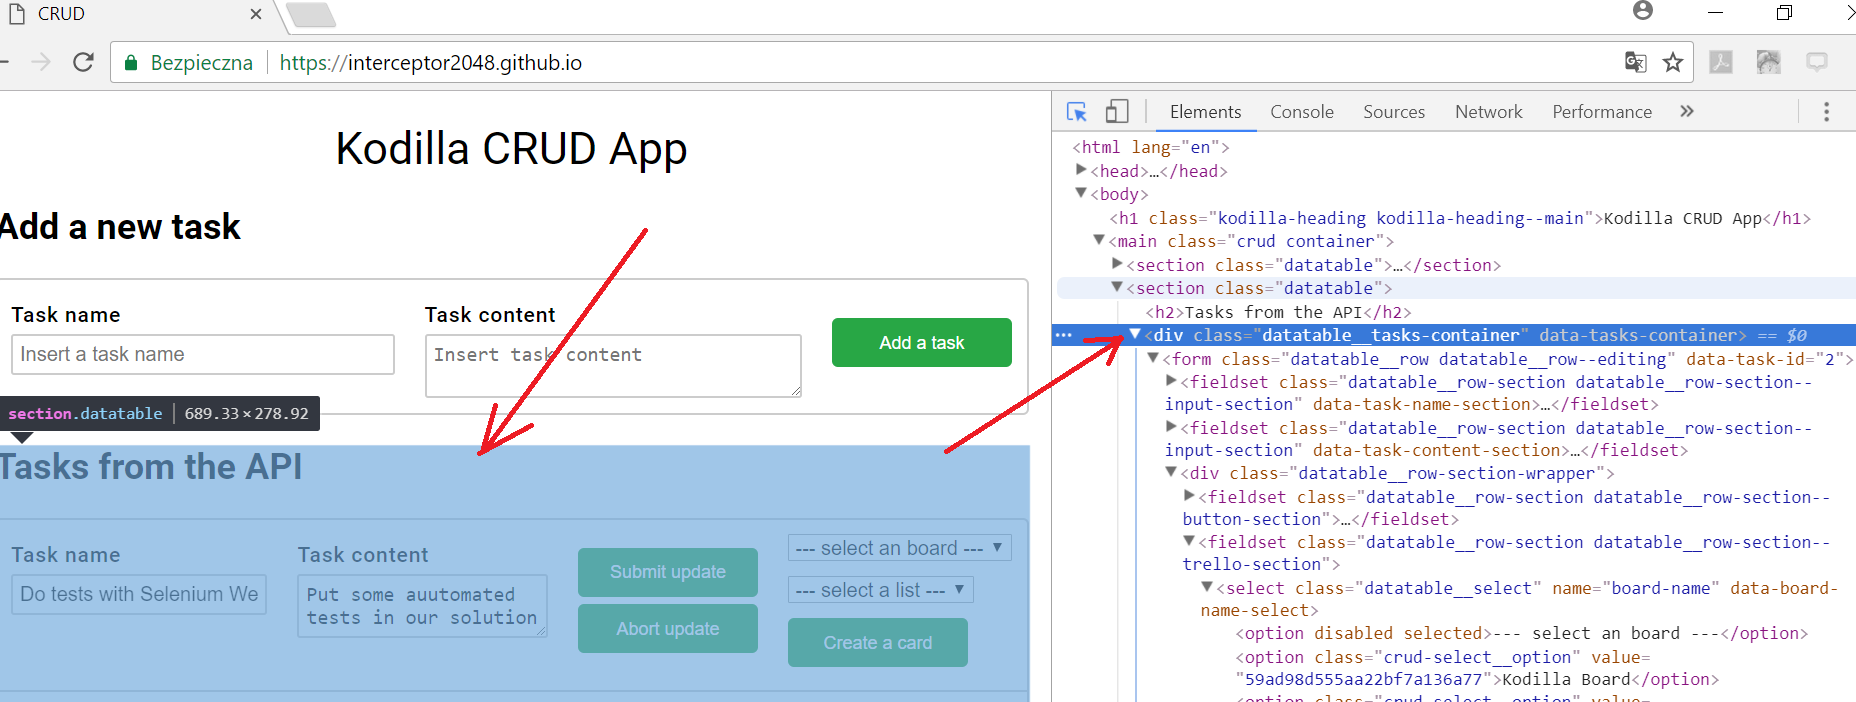 CRUD
Bezpieczna https://interceptor2048.github.io
Kodilla CRUD App
Add a new task
Task name
Task content
Insert a task name
Insert task content
Add a task
section.datatable 689.33 × 278.92
Tasks from the API
Task name
Task content
Do tests with Selenium We
Put some auutomated
tests in our solution
Submit update
Abort update
--- select an board ---
--- select a list ---
Create a card
Elements Console Sources Network Performance »
<html lang="en">
<head>…</head>
<body>
<h1 class="kodilla-heading kodilla-heading--main">Kodilla CRUD App</h1>
<main class="crud container">
<section class="datatable">…</section>
<section class="datatable">
<h2>Tasks from the API</h2>
<div class="datatable__tasks-container" data-tasks-container> == $0
<form class="datatable__row datatable__row--editing" data-task-id="2">
<fieldset class="datatable__row-section datatable__row-section--
input-section" data-task-name-section>…</fieldset>
<fieldset class="datatable__row-section datatable__row-section--
input-section" data-task-content-section>…</fieldset>
<div class="datatable__row-section-wrapper">
<fieldset class="datatable__row-section datatable__row-section--
button-section">…</fieldset>
<fieldset class="datatable__row-section datatable__row-section--
trello-section">
<select class="datatable__select" name="board-name" data-board-
name-select>
<option disabled selected>--- select an board ---</option>
<option class="crud-select__option" value=
"59ad98d555aa22bf7a136a77">Kodilla Board</option>
<option class="crud-select__option" value=